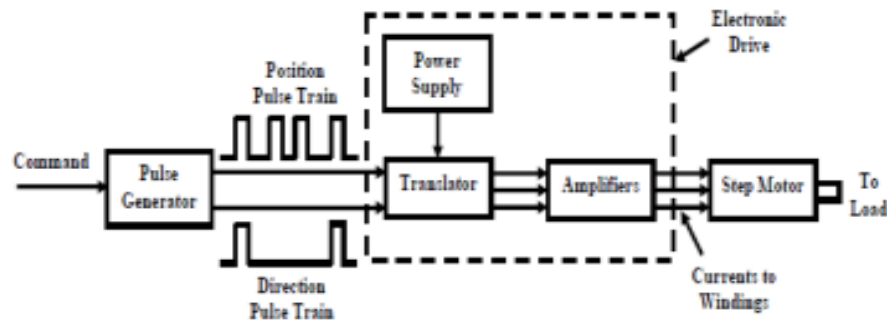 Electronic
Drive
Power
Supply
Position
Pulse Train
Command
Pulse
Generator
Translator
Amplifiers
Step Motor
To
Load
Direction
Pulse Train
Currents to
Windings